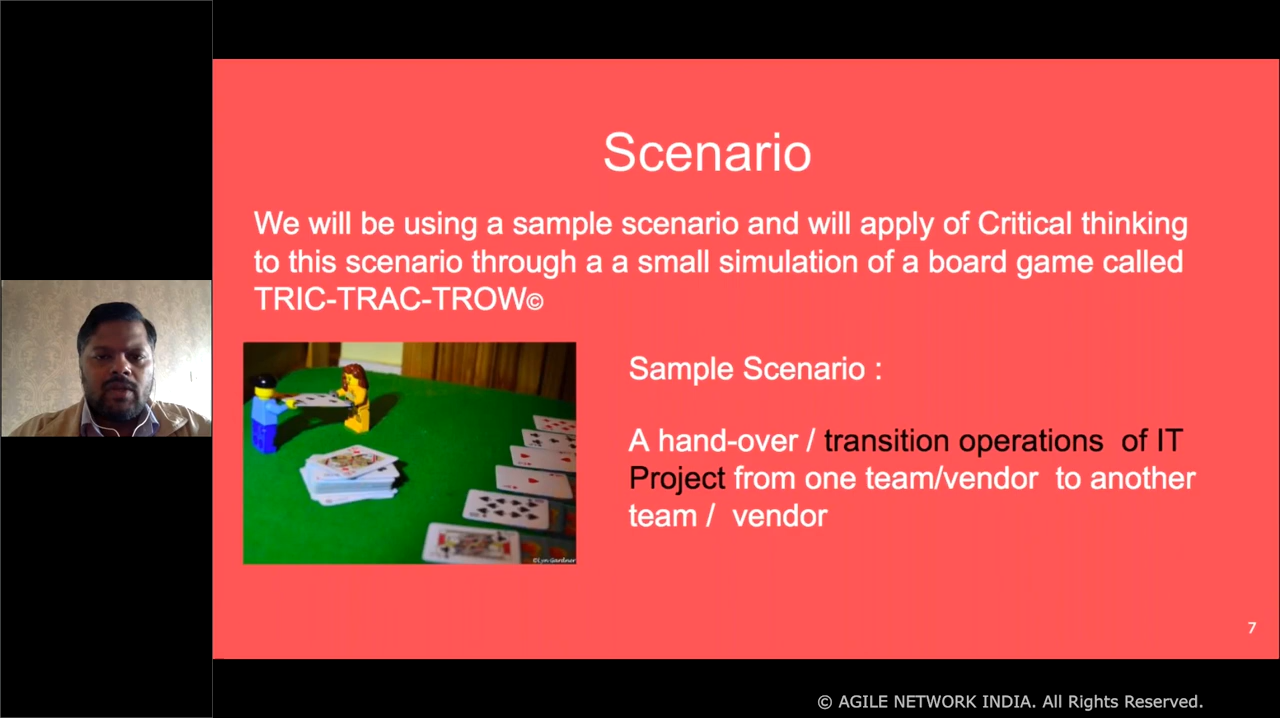 Scenario
We will be using a sample scenario and will apply of Critical thinking
to this scenario through a a small simulation of a board game called
TRIC-TRAC-TROW©
Sample Scenario :
A hand-over / transition operations of IT
Project from one team/vendor to another
team / vendor
©Lyn Gardner
7
© AGILE NETWORK INDIA. All Rights Reserved.